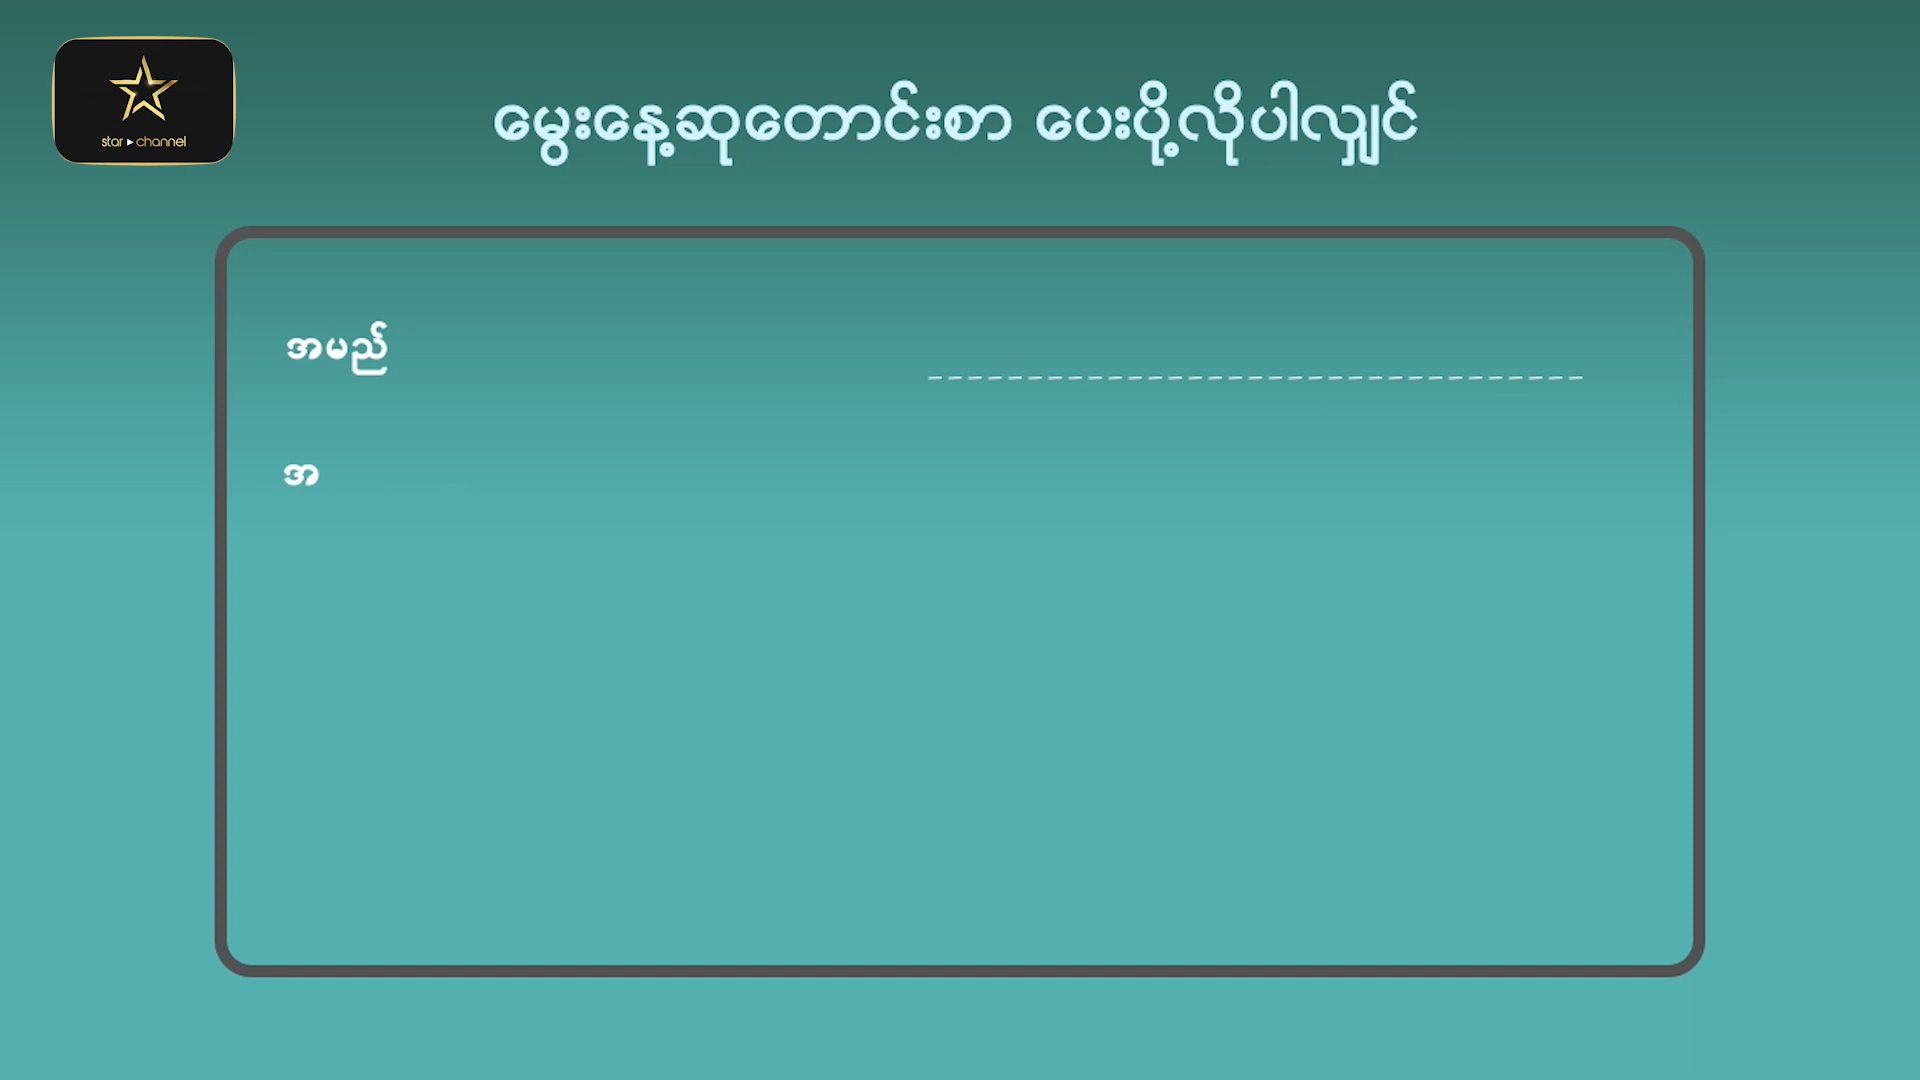 star ▸ channel
မွေးနေ့ဆုတောင်းစာ ပေးပို့လိုပါလျှင်
အမည်
အ